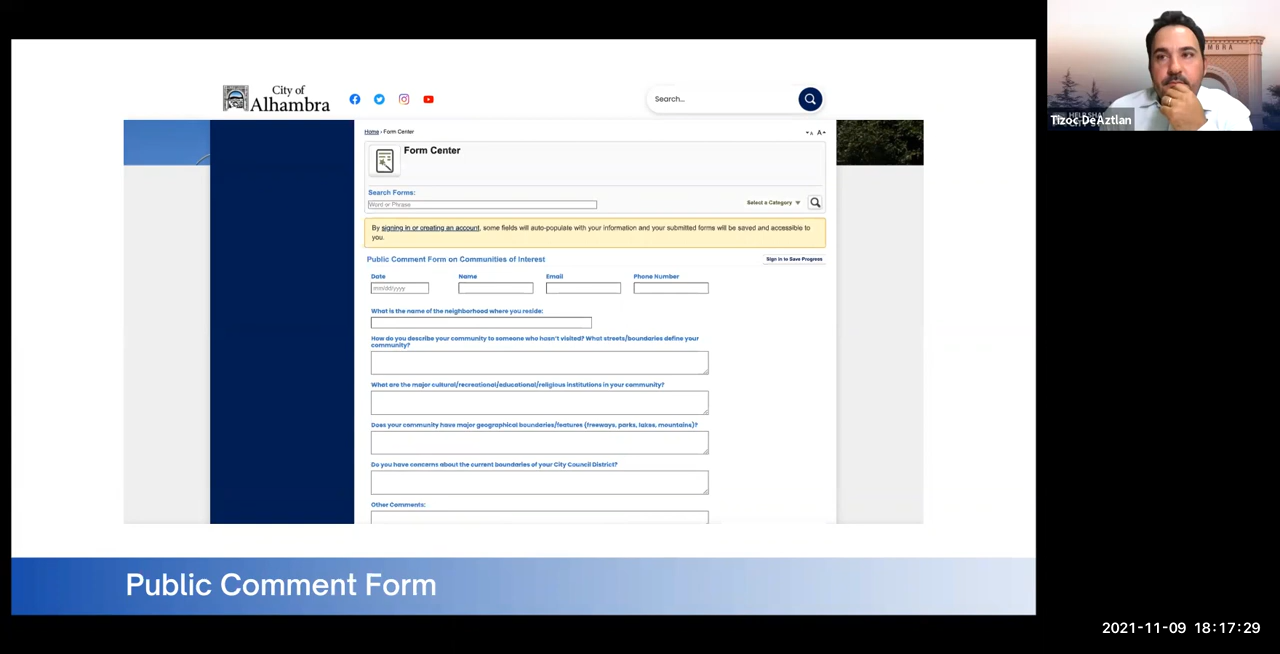 City of
Alhambra
Search...
Home › Form Center
Form Center
Search Forms:
Word or Phrase
Select a Category
By signing in or creating an account, some fields will auto-populate with your information and your submitted forms will be saved and accessible to
you.
Public Comment Form on Communities of Interest
Sign in to Save Progress
Date
Name
Email
Phone Number
mm/dd/yyyy
What is the name of the neighborhood where you reside:
How do you describe your community to someone who hasn't visited? What streets/boundaries define your
community?
What are the major cultural/recreational/educational/religious institutions in your community?
Does your community have major geographical boundaries/features (freeways, parks, lakes, mountains)?
Do you have concerns about the current boundaries of your City Council District?
Other Comments:
Public Comment Form
Tizoc DeAztlan
2021-11-09 18:17:29